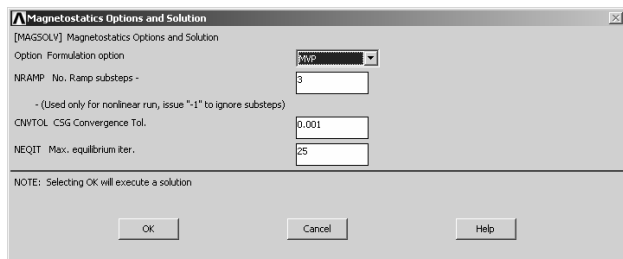 Magnetostatics Options and Solution
[MAGSOLV] Magnetostatics Options and Solution
Option Formulation option MVP
NRAMP No. Ramp substeps - 3
- (Used only for nonlinear run, issue "-1" to ignore substeps)
CNVTOL CSG Convergence Tol. 0.001
NEQIT Max. equilibrium iter. 25
NOTE: Selecting OK will execute a solution
OK Cancel Help